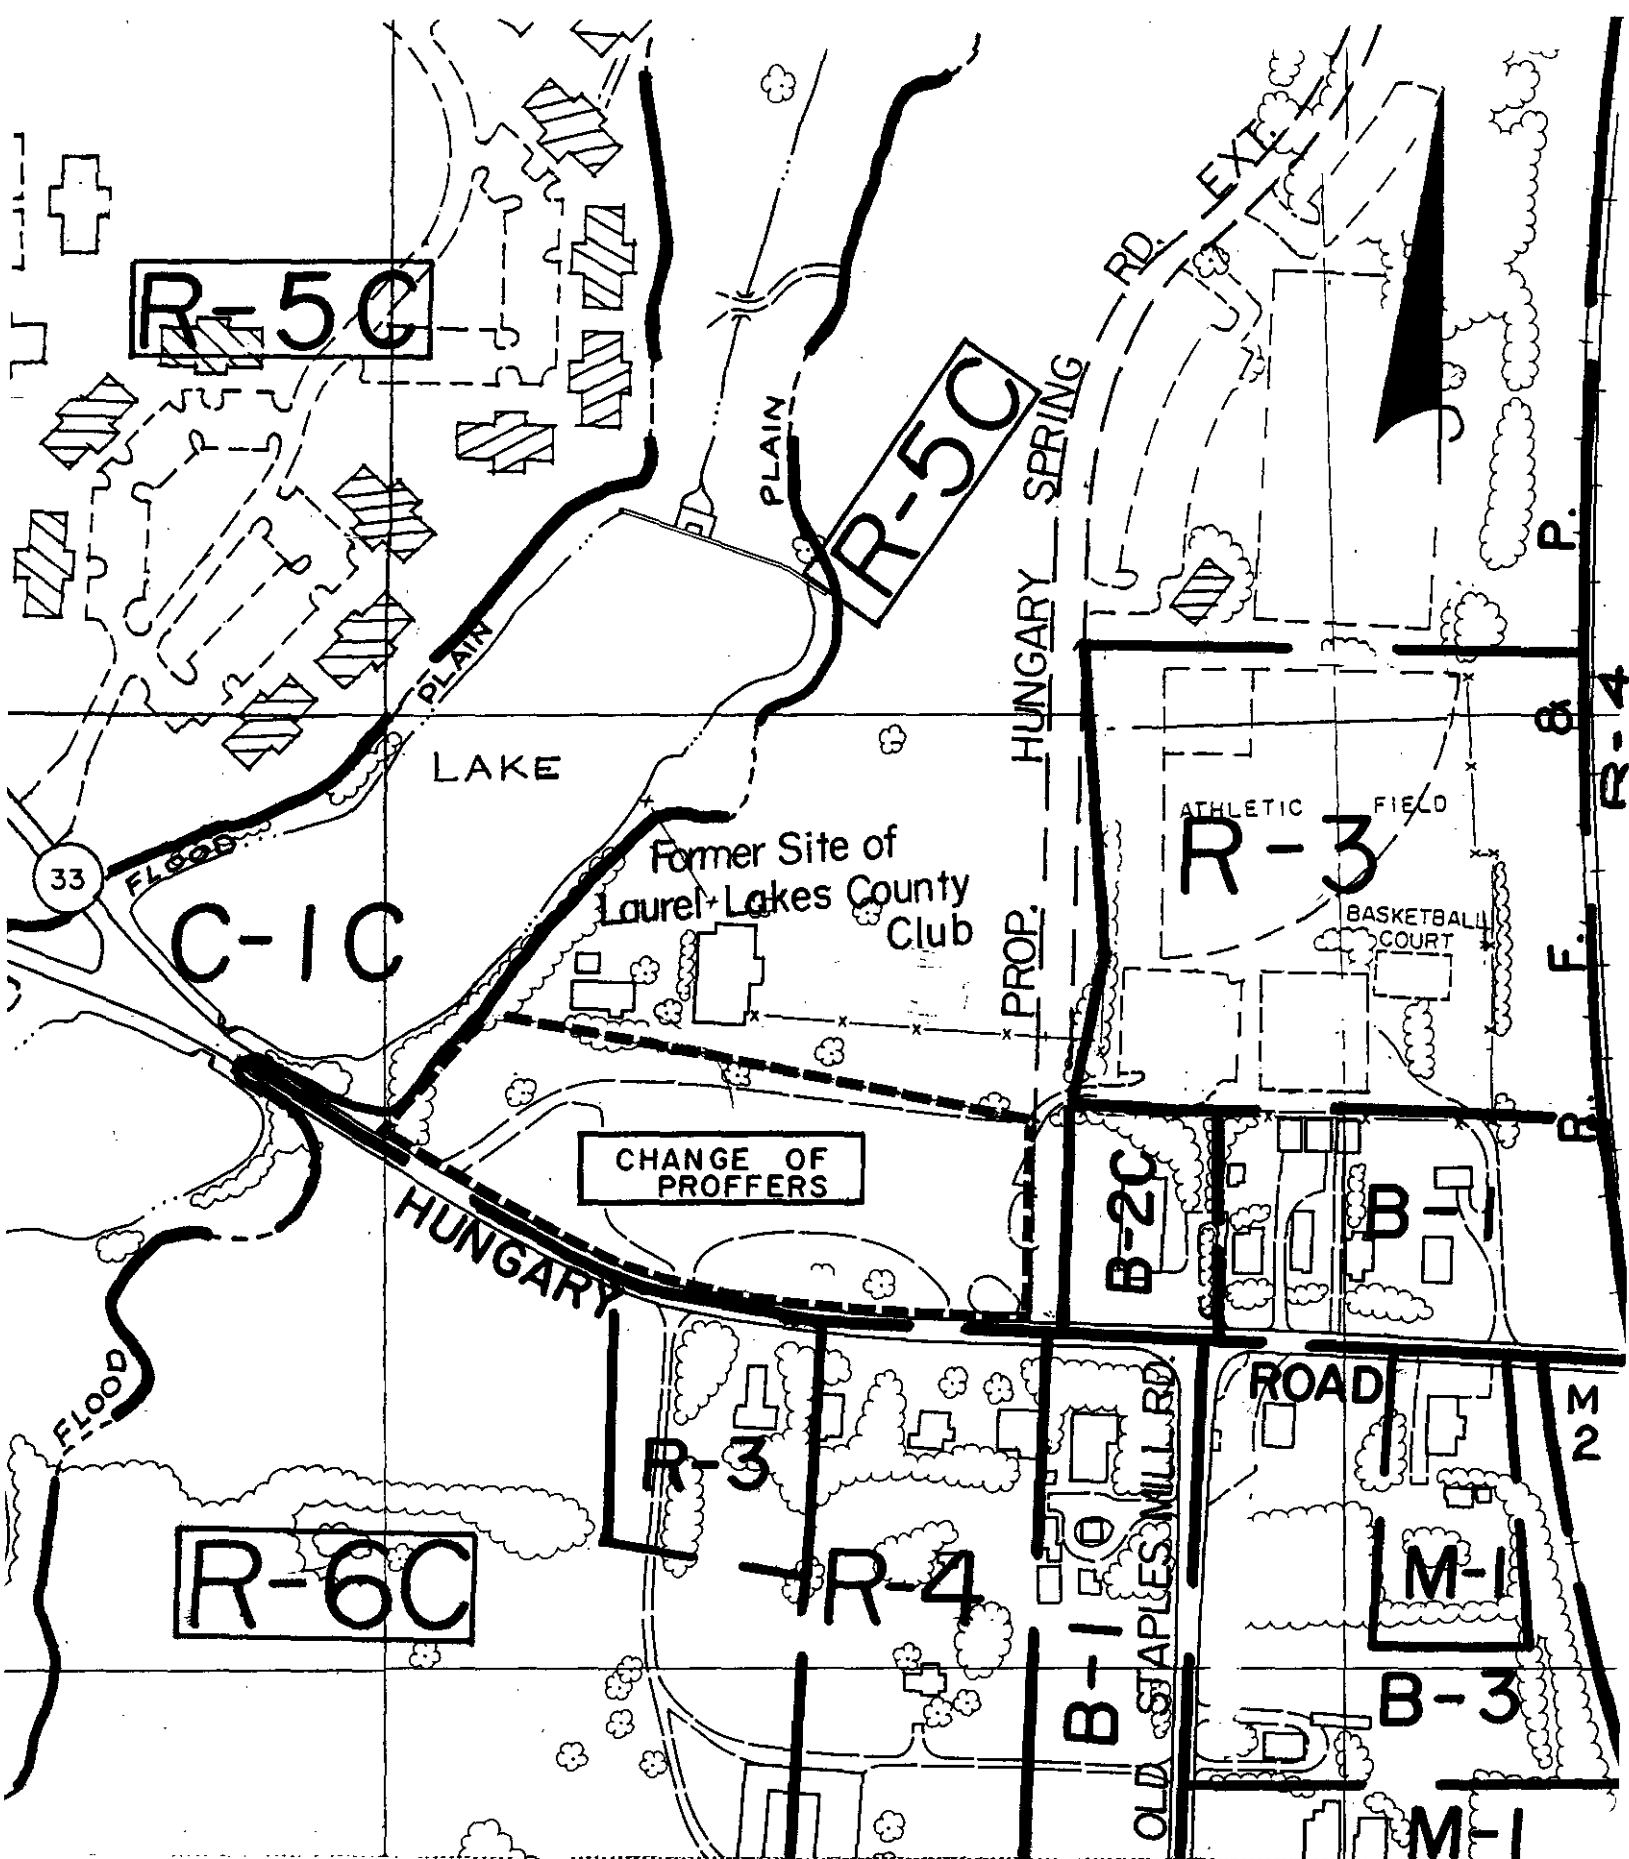 EXT.
RD.
R-5C
SPRING
PLAIN
R-5C
P.
HUNGARY
PLAIN
R-4
&
LAKE
ATHLETIC FIELD
R-3
Former Site of
Laurel Lakes County
Club
33
FLOOD
C-1C
BASKETBALL
COURT
F.
PROP.
R.
CHANGE OF
PROFFERS
B-2C
B-1
HUNGARY
ROAD
FLOOD
M
2
R-3
R-6C
R-4
M-1
B-1
OLD STAPLES MILL RD.
B-3
M-1